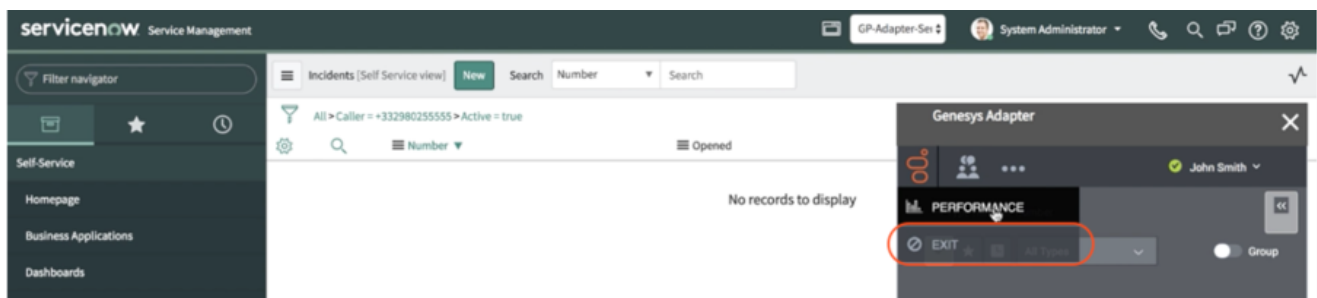 servicenow Service Management
GP-Adapter-Ser
System Administrator
Filter navigator
Incidents [Self Service view] New Search Number Search
All > Caller = +332980255555 > Active = true
Number Opened
Self-Service
Homepage
Business Applications
Dashboards
No records to display
Genesys Adapter
John Smith
PERFORMANCE
EXIT All Types
Group